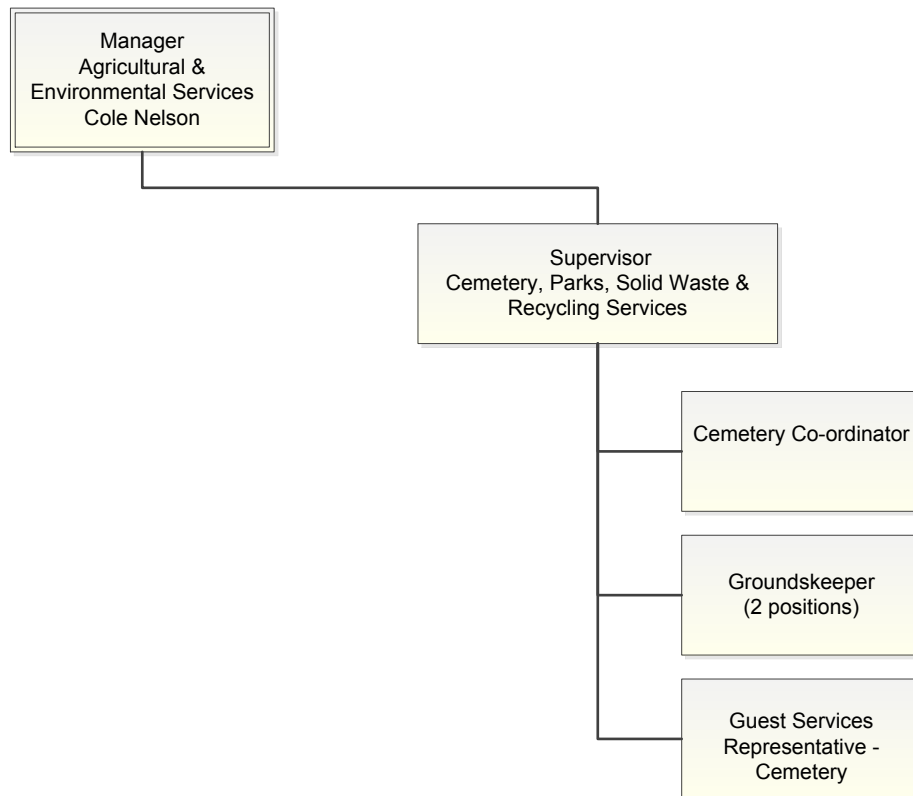 Manager
Agricultural &
Environmental Services
Cole Nelson
Supervisor
Cemetery, Parks, Solid Waste &
Recycling Services
Cemetery Co-ordinator
Groundskeeper
(2 positions)
Guest Services
Representative -
Cemetery